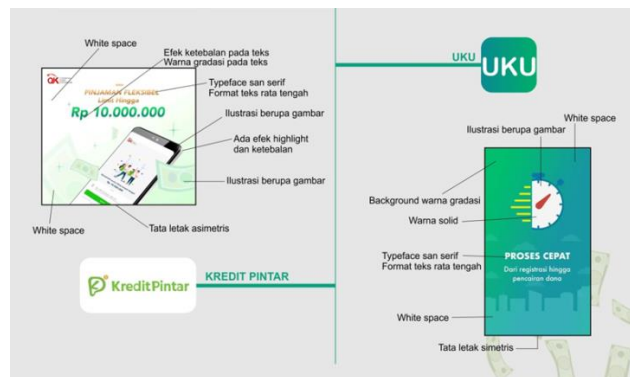 White space
Efek ketebalan pada teks
Warna gradasi pada teks
PINJAMAN FLEKSIBEL
Limit Hingga
Rp 10.000.000
Typeface san serif
Format teks rata tengah
Ilustrasi berupa gambar
Ada efek highlight
dan ketebalan
Ilustrasi berupa gambar
White space
Tata letak asimetris
KreditPintar
KREDIT PINTAR
UKU
UKU
White space
Ilustrasi berupa gambar
Background warna gradasi
Warna solid
PROSES CEPAT
Typeface san serif
Format teks rata tengah
Dari registrasi hingga
pencairan dana
White space
Tata letak simetris